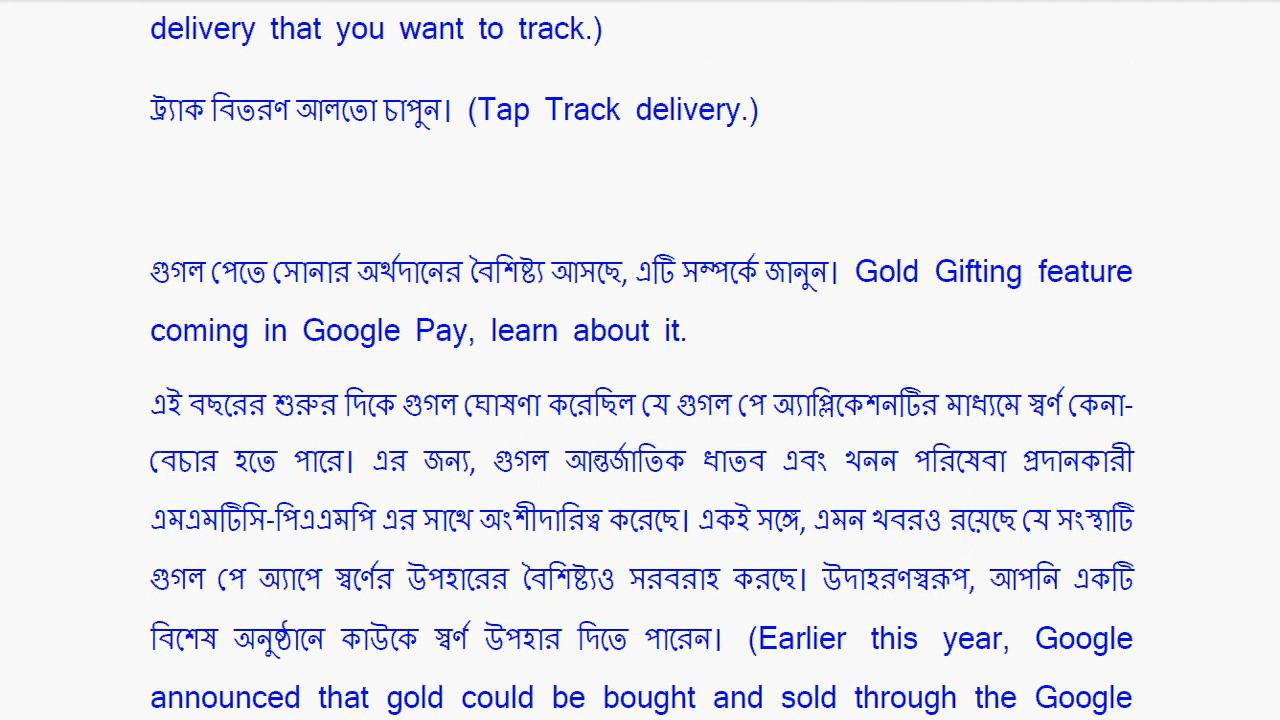 delivery that you want to track.)
ট্র্যাক বিতরণ আলতো চাপুন। (Tap Track delivery.)
গুগল পেতে সোনার অর্থদানের বৈশিষ্ট্য আসছে, এটি সম্পর্কে জানুন। Gold Gifting feature
coming in Google Pay, learn about it.
এই বছরের শুরুর দিকে গুগল ঘোষণা করেছিল যে গুগল পে অ্যাপ্লিকেশনটির মাধ্যমে স্বর্ণ কেনা-
বেচার হতে পারে। এর জন্য, গুগল আন্তর্জাতিক ধাতব এবং খনন পরিষেবা প্রদানকারী
এমএমটিসি-পিএএমপি এর সাথে অংশীদারিত্ব করেছে। একই সঙ্গে, এমন খবরও রয়েছে যে সংস্থাটি
গুগল পে অ্যাপে স্বর্ণের উপহারের বৈশিষ্ট্যও সরবরাহ করছে। উদাহরণস্বরূপ, আপনি একটি
বিশেষ অনুষ্ঠানে কাউকে স্বর্ণ উপহার দিতে পারেন। (Earlier this year, Google
announced that gold could be bought and sold through the Google